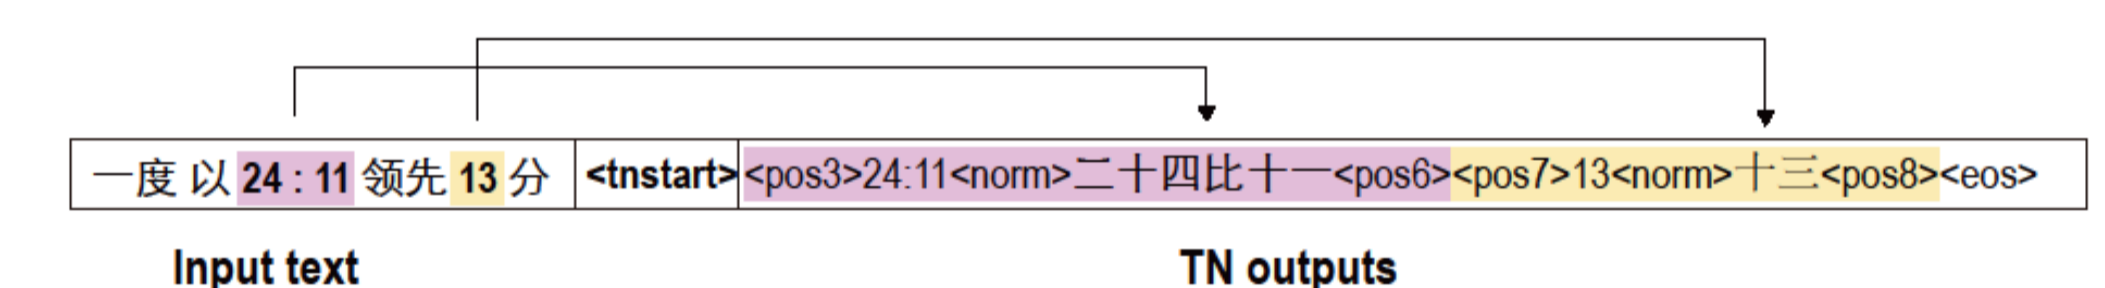 一度 以 24 : 11 领先 13 分 <tnstart> <pos3>24:11<norm>二十四比十一<pos6><pos7>13<norm>十三<pos8><eos>
Input text TN outputs